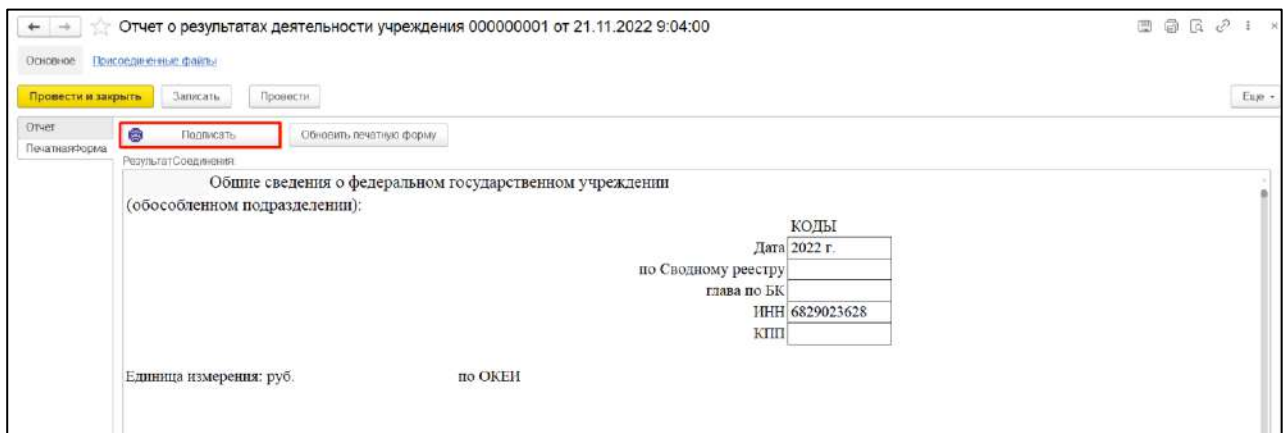 Отчет о результатах деятельности учреждения 000000001 от 21.11.2022 9:04:00
Основное Присоединенные файлы
Провести и закрыть Записать Провести Еще
Отчет
ПечатнаяФорма
Подписать Обновить печатную форму
РезультатСоединения:
Общие сведения о федеральном государственном учреждении
(обособленном подразделении):
КОДЫ
Дата 2022 г.
по Сводному реестру
глава по БК
ИНН 6829023628
КПП
Единица измерения: руб. по ОКЕИ